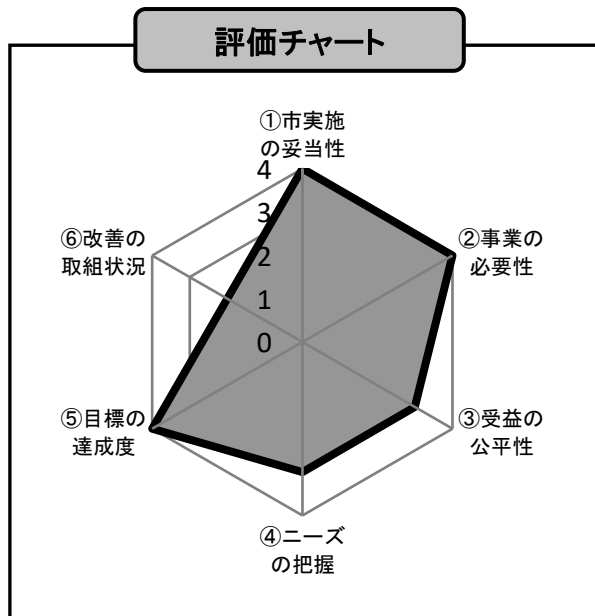 評価チャート
①市実施
の妥当性
4
3
2
1
0
②事業の
必要性
③受益の
公平性
④ニーズ
の把握
⑤目標の
達成度
⑥改善の
取組状況